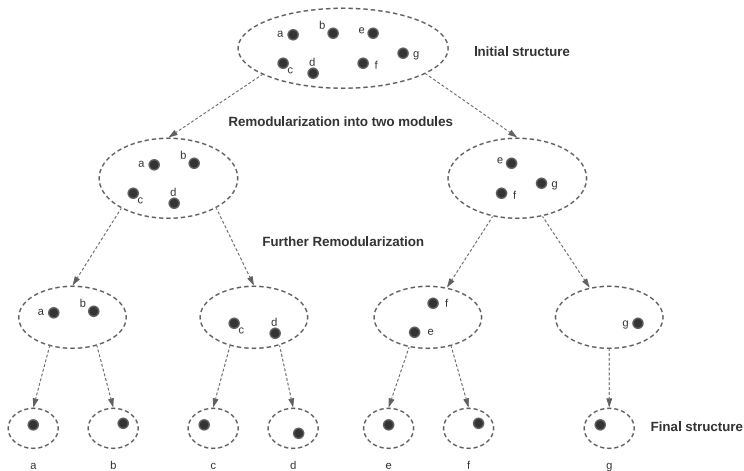 a b e g
c d f
Initial structure
Remodularization into two modules
a b
c d
e g
f
Further Remodularization
a b
c d
f
e
g
Final structure
a b c d e f g